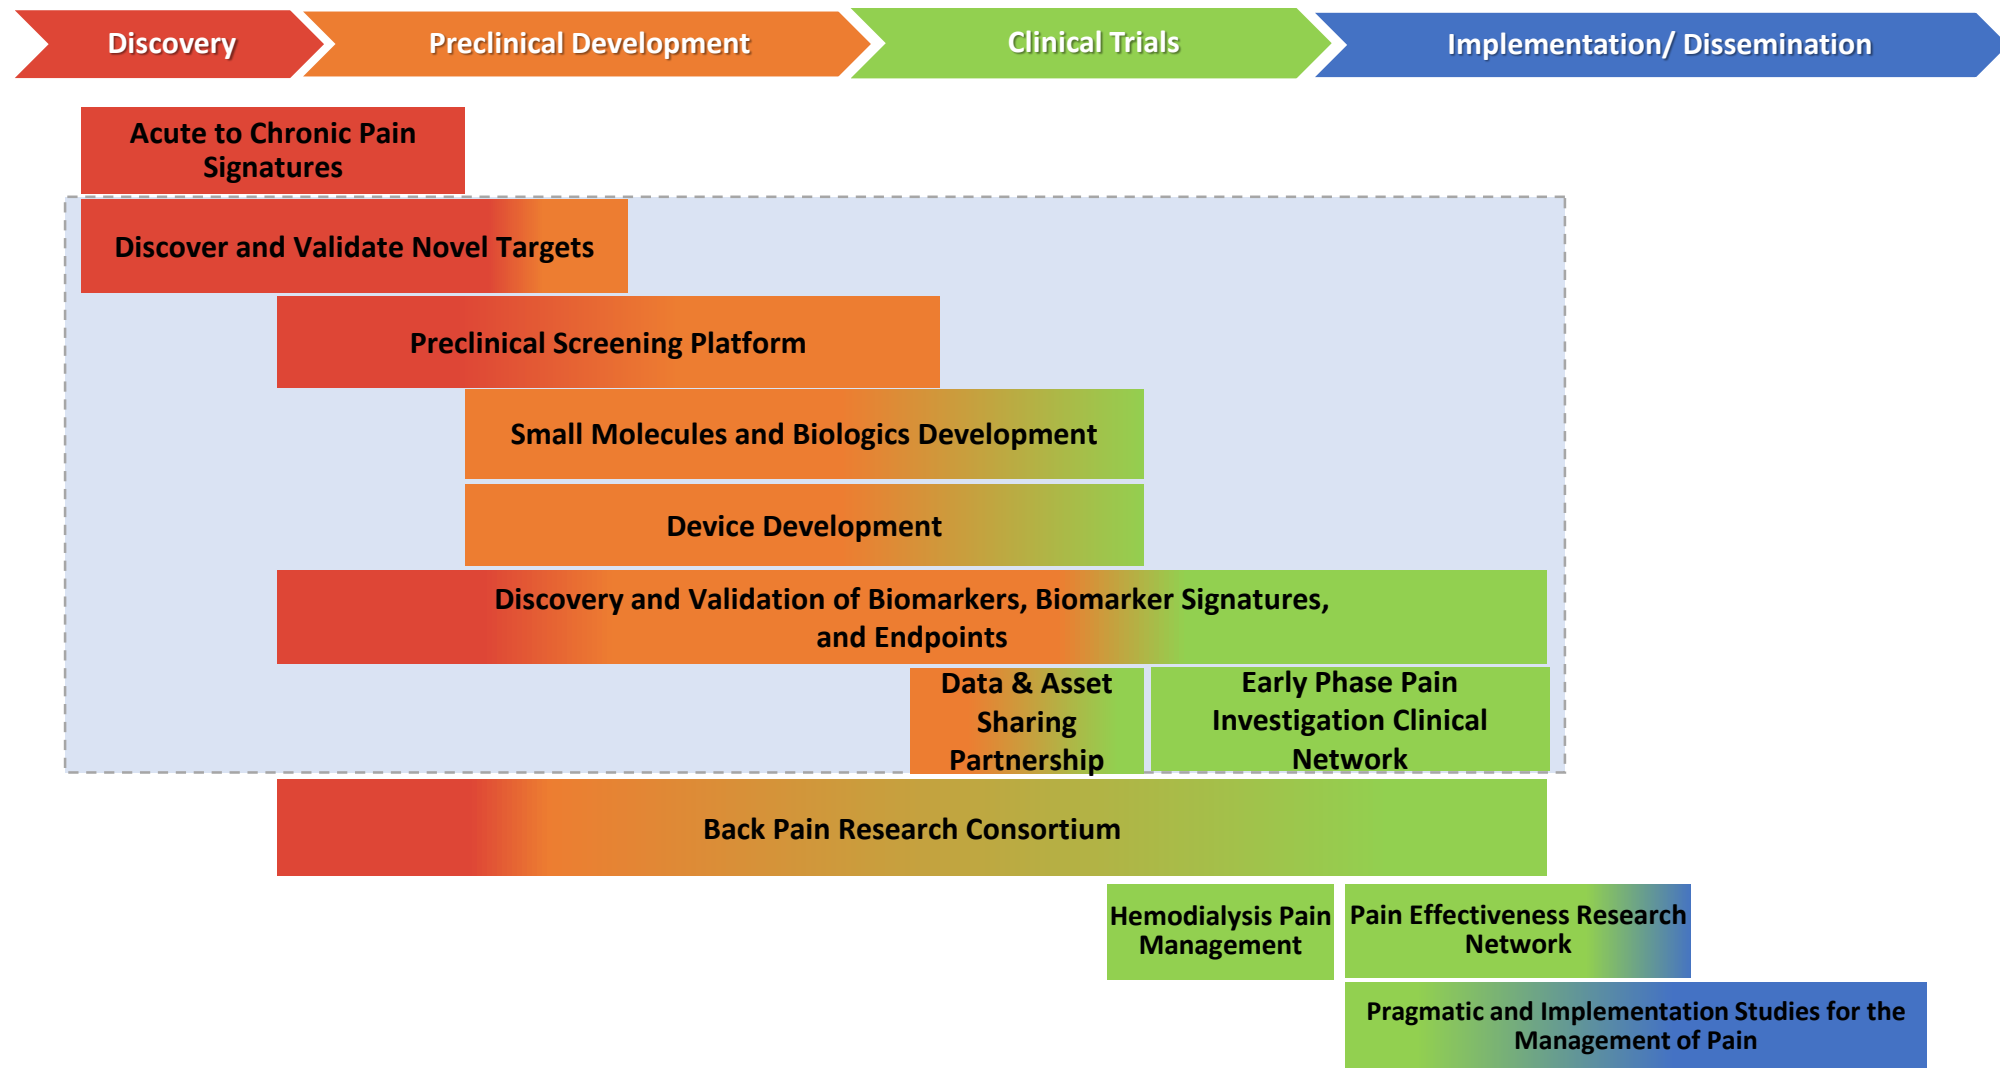 Discovery
Preclinical Development
Clinical Trials
Implementation/ Dissemination
Acute to Chronic Pain
Signatures
Discover and Validate Novel Targets
Preclinical Screening Platform
Small Molecules and Biologics Development
Device Development
Discovery and Validation of Biomarkers, Biomarker Signatures,
and Endpoints
Data & Asset
Sharing
Partnership
Early Phase Pain
Investigation Clinical
Network
Back Pain Research Consortium
Hemodialysis Pain
Management
Pain Effectiveness Research
Network
Pragmatic and Implementation Studies for the
Management of Pain